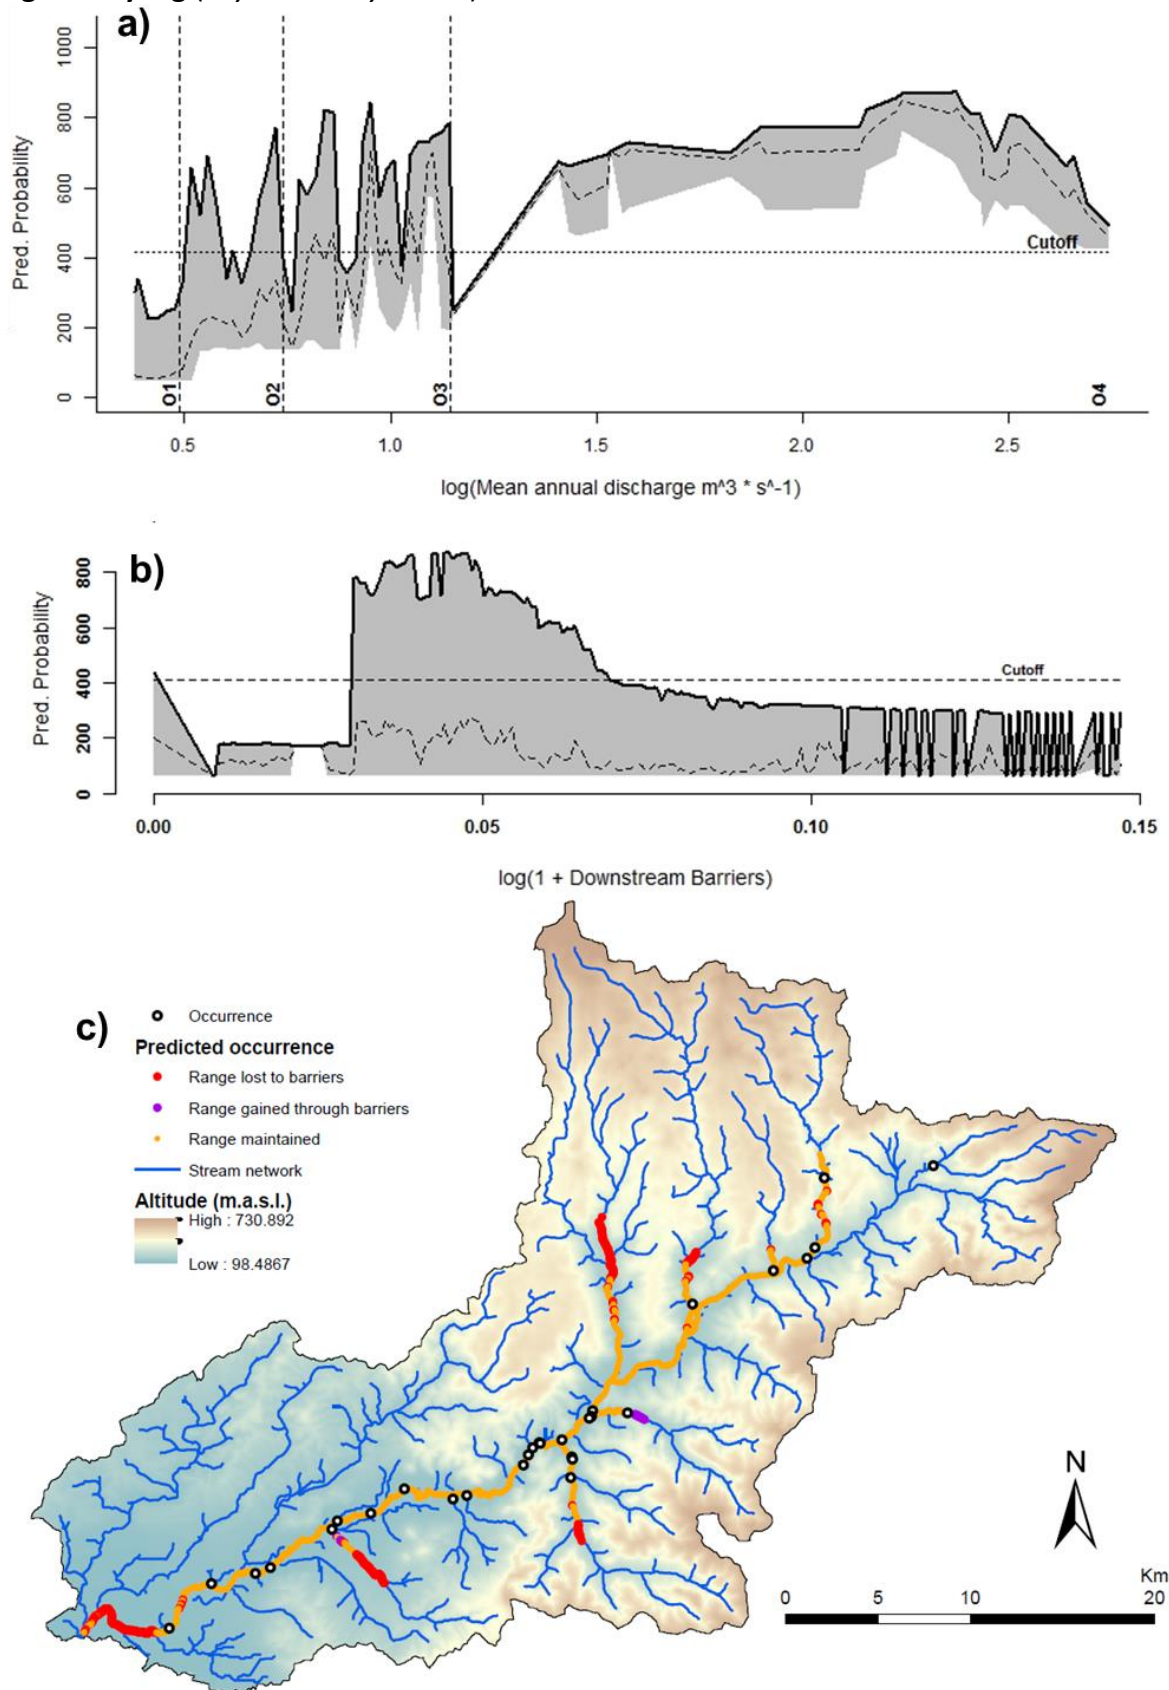 a)
1000
800
600
400
200
0
Pred. Probability
Cutoff
O1
O2
O3
O4
0.5
1.0
1.5
2.0
2.5
log(Mean annual discharge m^3 * s^-1)
b)
800
600
400
200
0
Pred. Probability
Cutoff
0.00
0.05
0.10
0.15
log(1 + Downstream Barriers)
c)
Occurrence
Predicted occurrence
Range lost to barriers
Range gained through barriers
Range maintained
Stream network
Altitude (m.a.s.l.)
High : 730.892
Low : 98.4867
N
Km
0
5
10
20